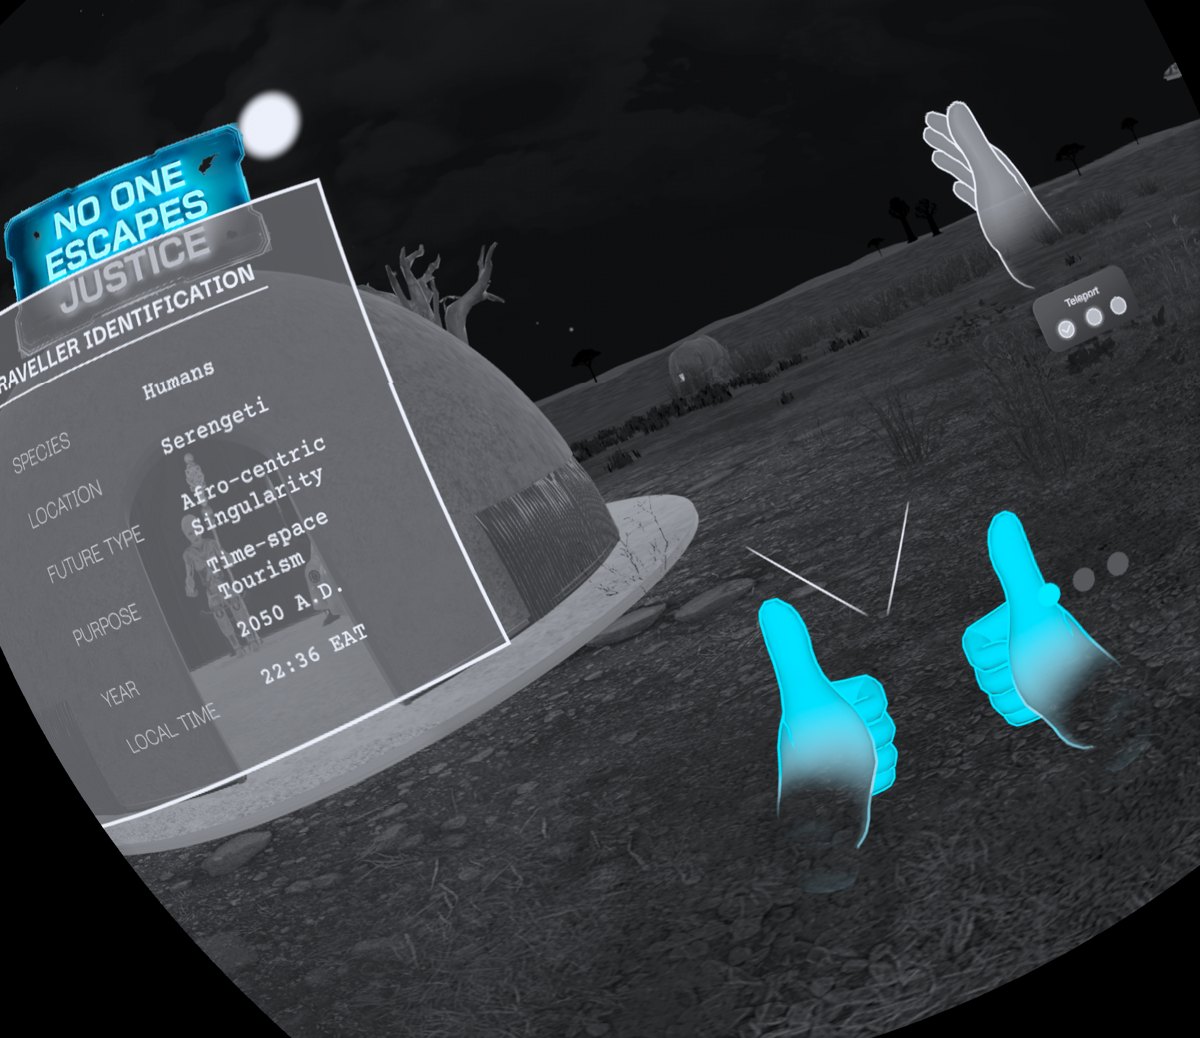 NO ONE
ESCAPES
JUSTICE
RAVELLER IDENTIFICATION
SPECIES
Humans
LOCATION
Serengeti
FUTURE TYPE
Afro-centric
Singularity
PURPOSE
Time-space
Tourism
YEAR
2050 A.D.
LOCAL TIME
22:36 EAT
Teleport